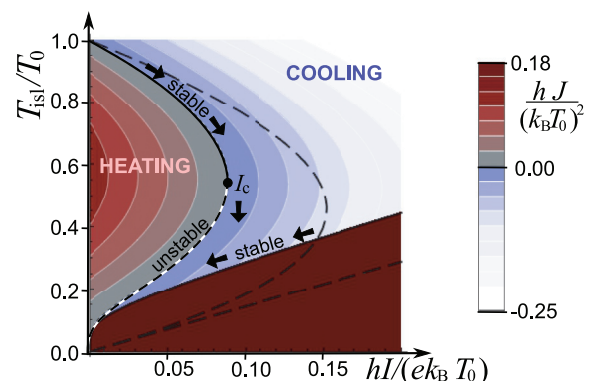 T_isl/T_0
1.0
0.8
0.6
0.4
0.2
0.0
0.05
0.10
0.15
hI/(ek_B T_0)
COOLING
HEATING
stable
I_c
unstable
stable
0.18
hJ
(k_B T_0)^2
0.00
-0.25